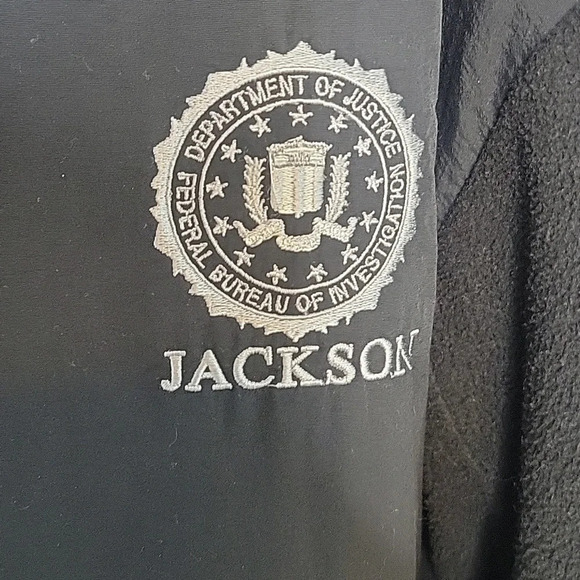 DEPARTMENT OF JUSTICE
FEDERAL BUREAU OF INVESTIGATION
JACKSON